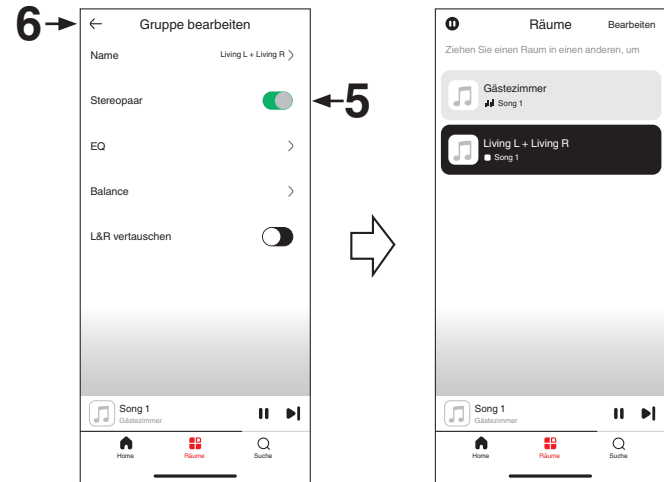 6
Gruppe bearbeiten
Name
Living L + Living R
Stereopaar
5
EQ
Balance
L&R vertauschen
Song 1
Gästezimmer
Home
Räume
Suche
Räume
Bearbeiten
Ziehen Sie einen Raum in einen anderen, um
Gästezimmer
Song 1
Living L + Living R
Song 1
Song 1
Gästezimmer
Home
Räume
Suche